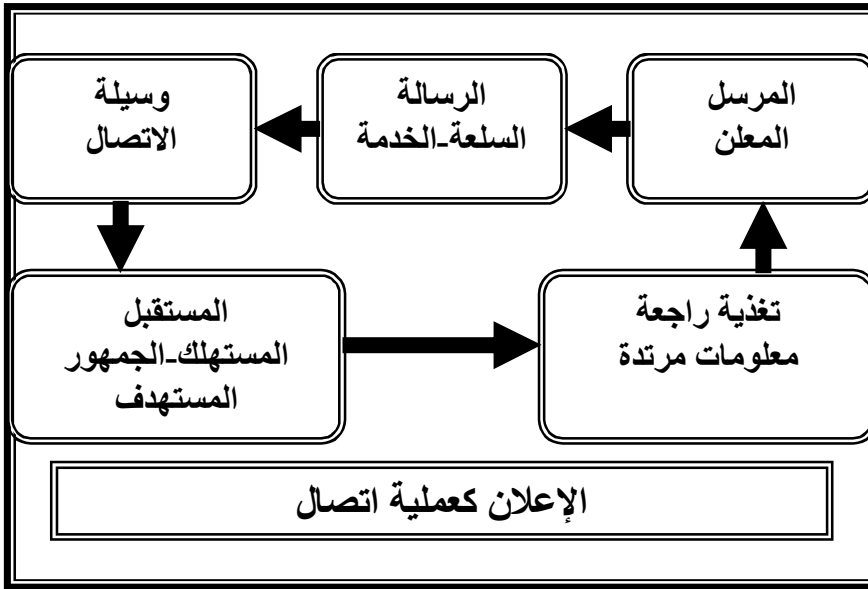 المرسل
المعلن
الرسالة
السلعة-الخدمة
وسيلة
الاتصال
المستقبل
المستهلك-الجمهور
المستهدف
تغذية راجعة
معلومات مرتدة
الإعلان كعملية اتصال